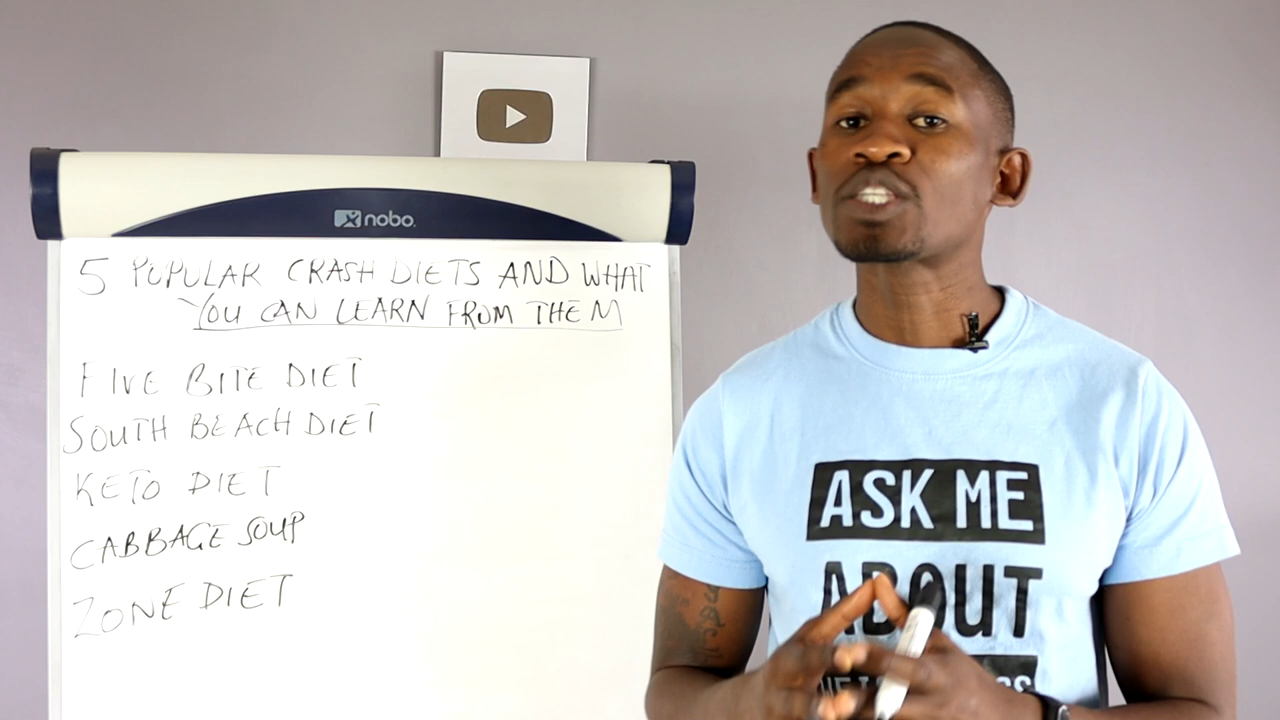 nobo
5 POPULAR CRASH DIETS AND WHAT
YOU CAN LEARN FROM THEM
FIVE BITE DIET
SOUTH BEACH DIET
KETO DIET
CABBAGE SOUP
ZONE DIET
ASK ME
ABOUT